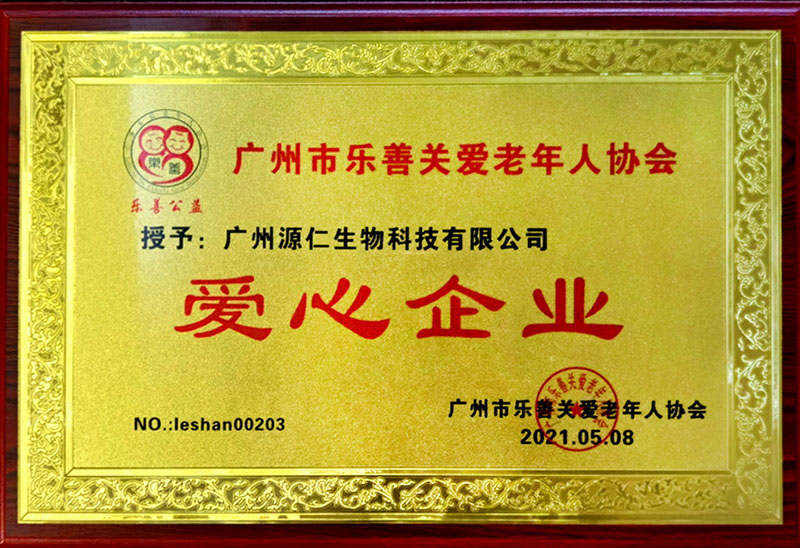 广州市乐善关爱老年人协会
乐善公益
授予：广州源仁生物科技有限公司
爱心企业
NO.:leshan00203
广州市乐善关爱老年人协会
2021.05.08